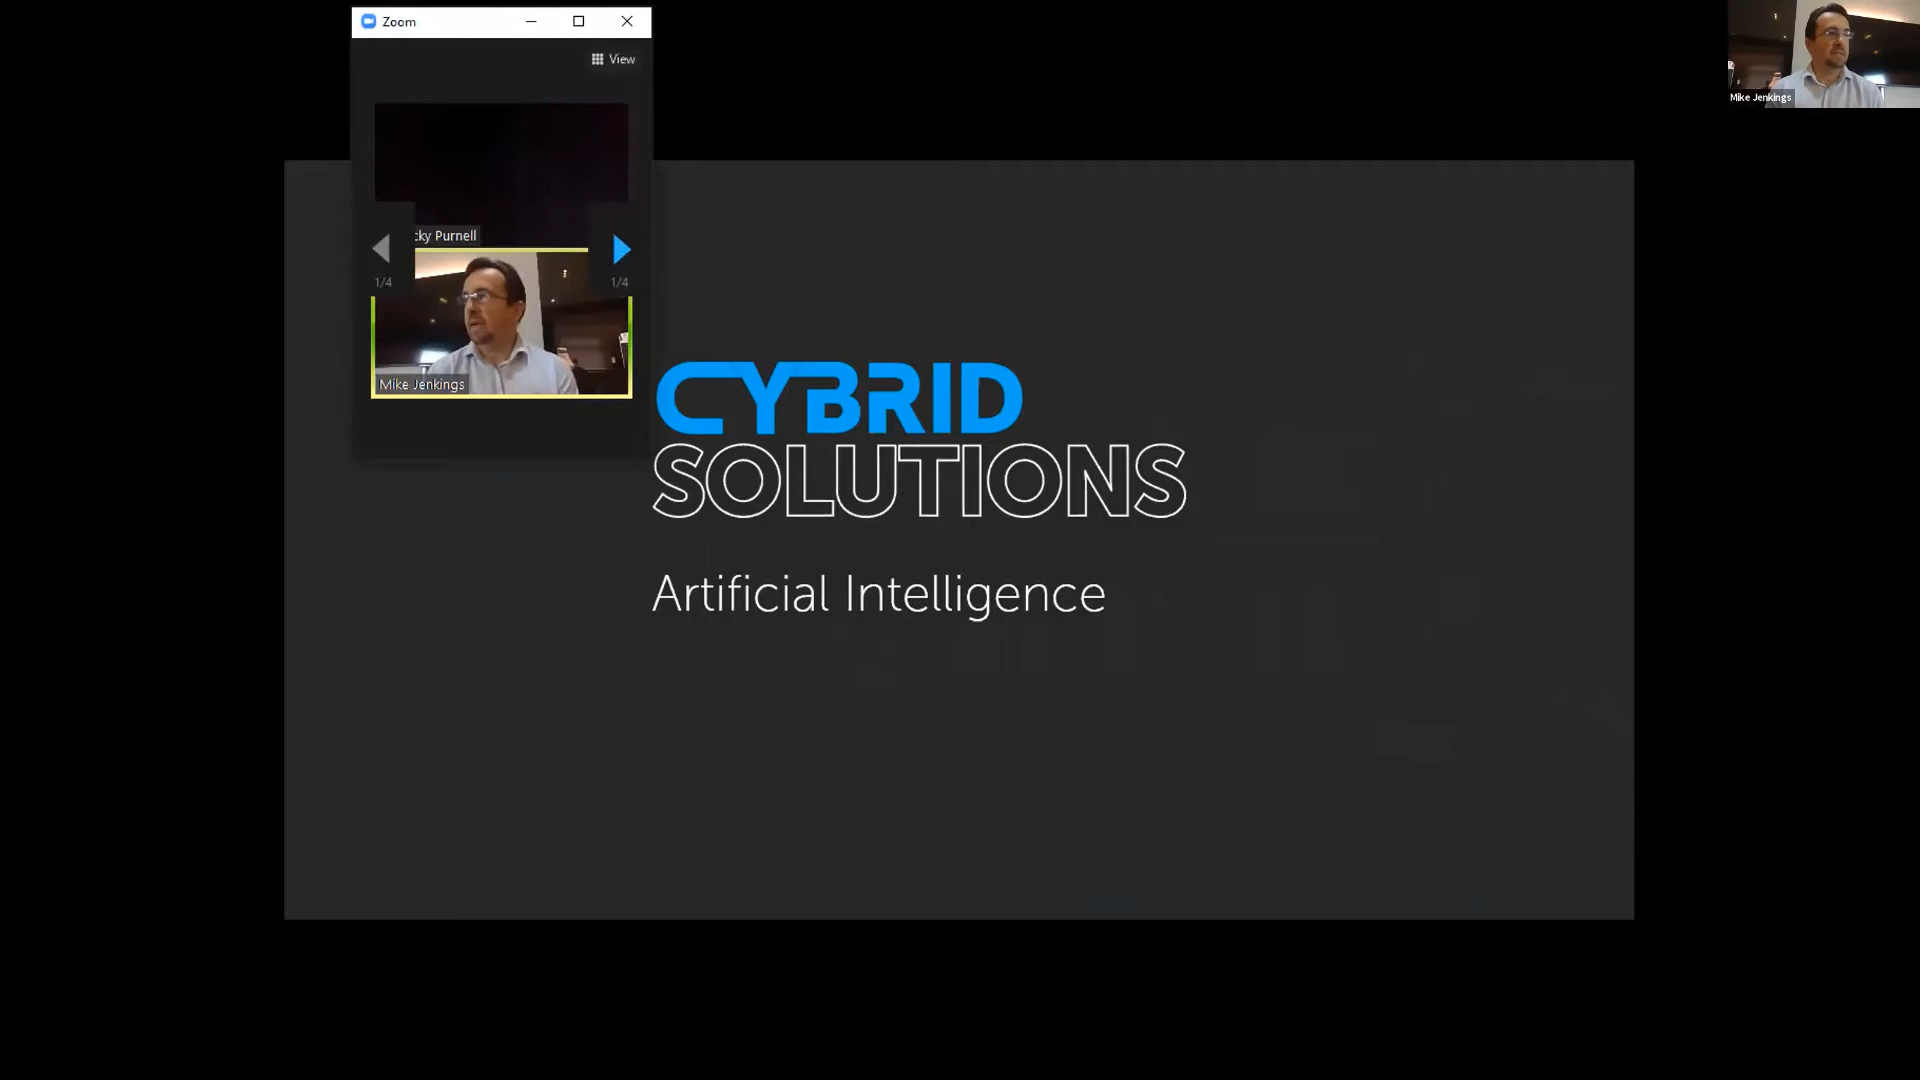 Zoom
View
cky Purnell
1/4
1/4
Mike Jenkings
Mike Jenkings
CYBRID
SOLUTIONS
Artificial Intelligence